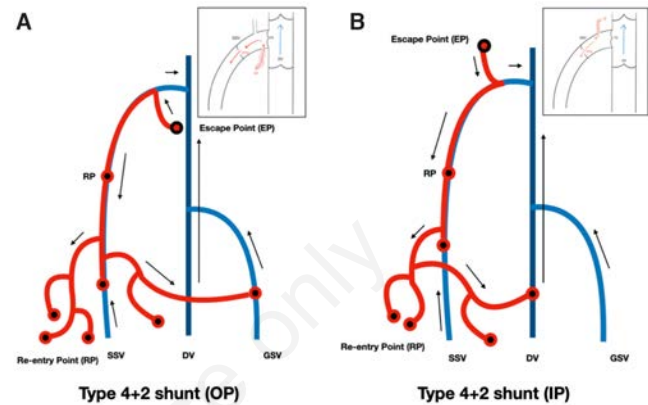 A
Escape Point (EP)
RP
Re-entry Point (RP)
SSV
DV
GSV
Type 4+2 shunt (OP)
B
Escape Point (EP)
RP
Re-entry Point (RP)
SSV
DV
GSV
Type 4+2 shunt (IP)
e only